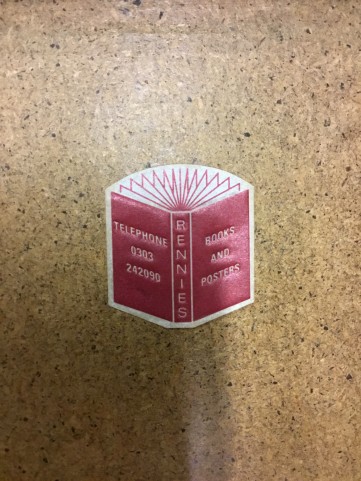 TELEPHONE
0303
242090
RENNIES
BOOKS
AND
POSTERS